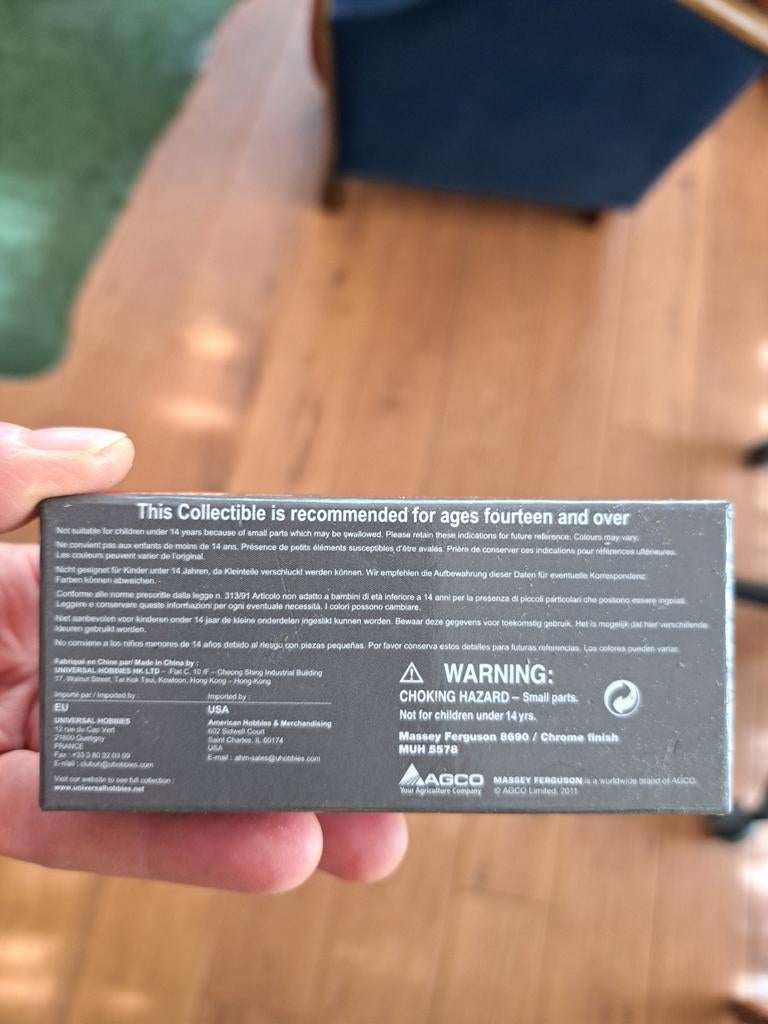 This Collectible is recommended for ages fourteen and over
Not suitable for children under 14 years because of small parts which may be swallowed. Please retain these indications for future reference. Colours may vary.
Ne convient pas aux enfants de moins de 14 ans. Présence de petits éléments susceptibles d'être avalés. Prière de conserver ces indications pour références ultérieures.
Les couleurs peuvent varier de l'original.
Nicht geeignet für Kinder unter 14 Jahren, da Kleinteile verschluckt werden können. Wir empfehlen die Aufbewahrung dieser Daten für eventuelle Korrespondenz.
Farben können abweichen.
Conforme alle norme prescritte dalla legge n. 313/91 Articolo non adatto a bambini di età inferiore a 14 anni per la presenza di piccoli particolari che possono essere ingoiati.
Leggere e conservare queste informazioni per ogni eventuale necessità. I colori possono cambiare.
Niet aanbevolen voor kinderen onder 14 jaar de kleine onderdelen ingeslikt kunnen worden. Bewaar deze gegevens voor toekomstig gebruik. Het is mogelijk dat hier verschillende
kleuren gebruikt worden.
No conviene a los niños menores de 14 años debido al riesgo con piezas pequeñas. Por favor conserva estos detalles para futuras referencias. Los colores pueden variar.
Fabriqué en Chine par/ Made in China by :
UNIVERSAL HOBBIES HK LTD – Flat C, 10 /F – Cheong Shing Industrial Building
17, Walnut Street, Tai Kok Tsui, Kowloon, Hong Kong – Hong-Kong
Importé par / Imported by :
EU
UNIVERSAL HOBBIES
12 rue du Cap Vert
21800 Quetigny
FRANCE
Fax : +33 3 80 32 03 09
E-mail : clubuh@uhobbies.com
Visit our website to see full collection :
www.universalhobbies.net
Imported by :
USA
American Hobbies & Merchandising
602 Sidwell Court
Saint Charles, IL 60174
USA
E-mail : ahm-sales@uhobbies.com
WARNING:
CHOKING HAZARD – Small parts.
Not for children under 14 yrs.
Massey Ferguson 8690 / Chrome finish
MUH 5578
AGCO
Your Agriculture Company
MASSEY FERGUSON is a worldwide brand of AGCO.
© AGCO Limited. 2011